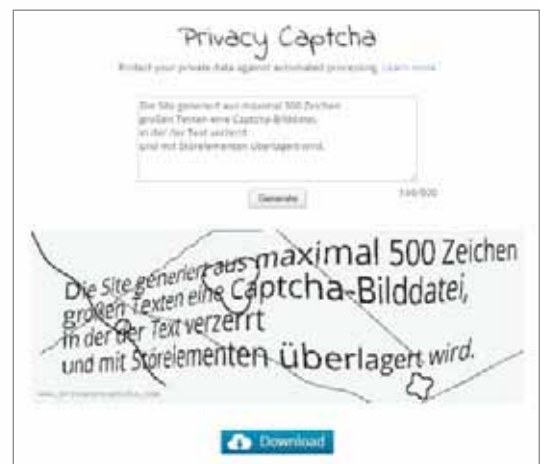 Privacy Captcha
Protect your private data against automated processing. Learn more
Die Site generiert aus maximal 500 Zeichen
großen Texten eine Captcha-Bilddatei,
in der der Text verzerrt
und mit Störelementen überlagert wird.
Generate
/500
Die Site generiert aus maximal 500 Zeichen
großen Texten eine Captcha-Bilddatei,
in der der Text verzerrt
und mit Störelementen überlagert wird.
Download